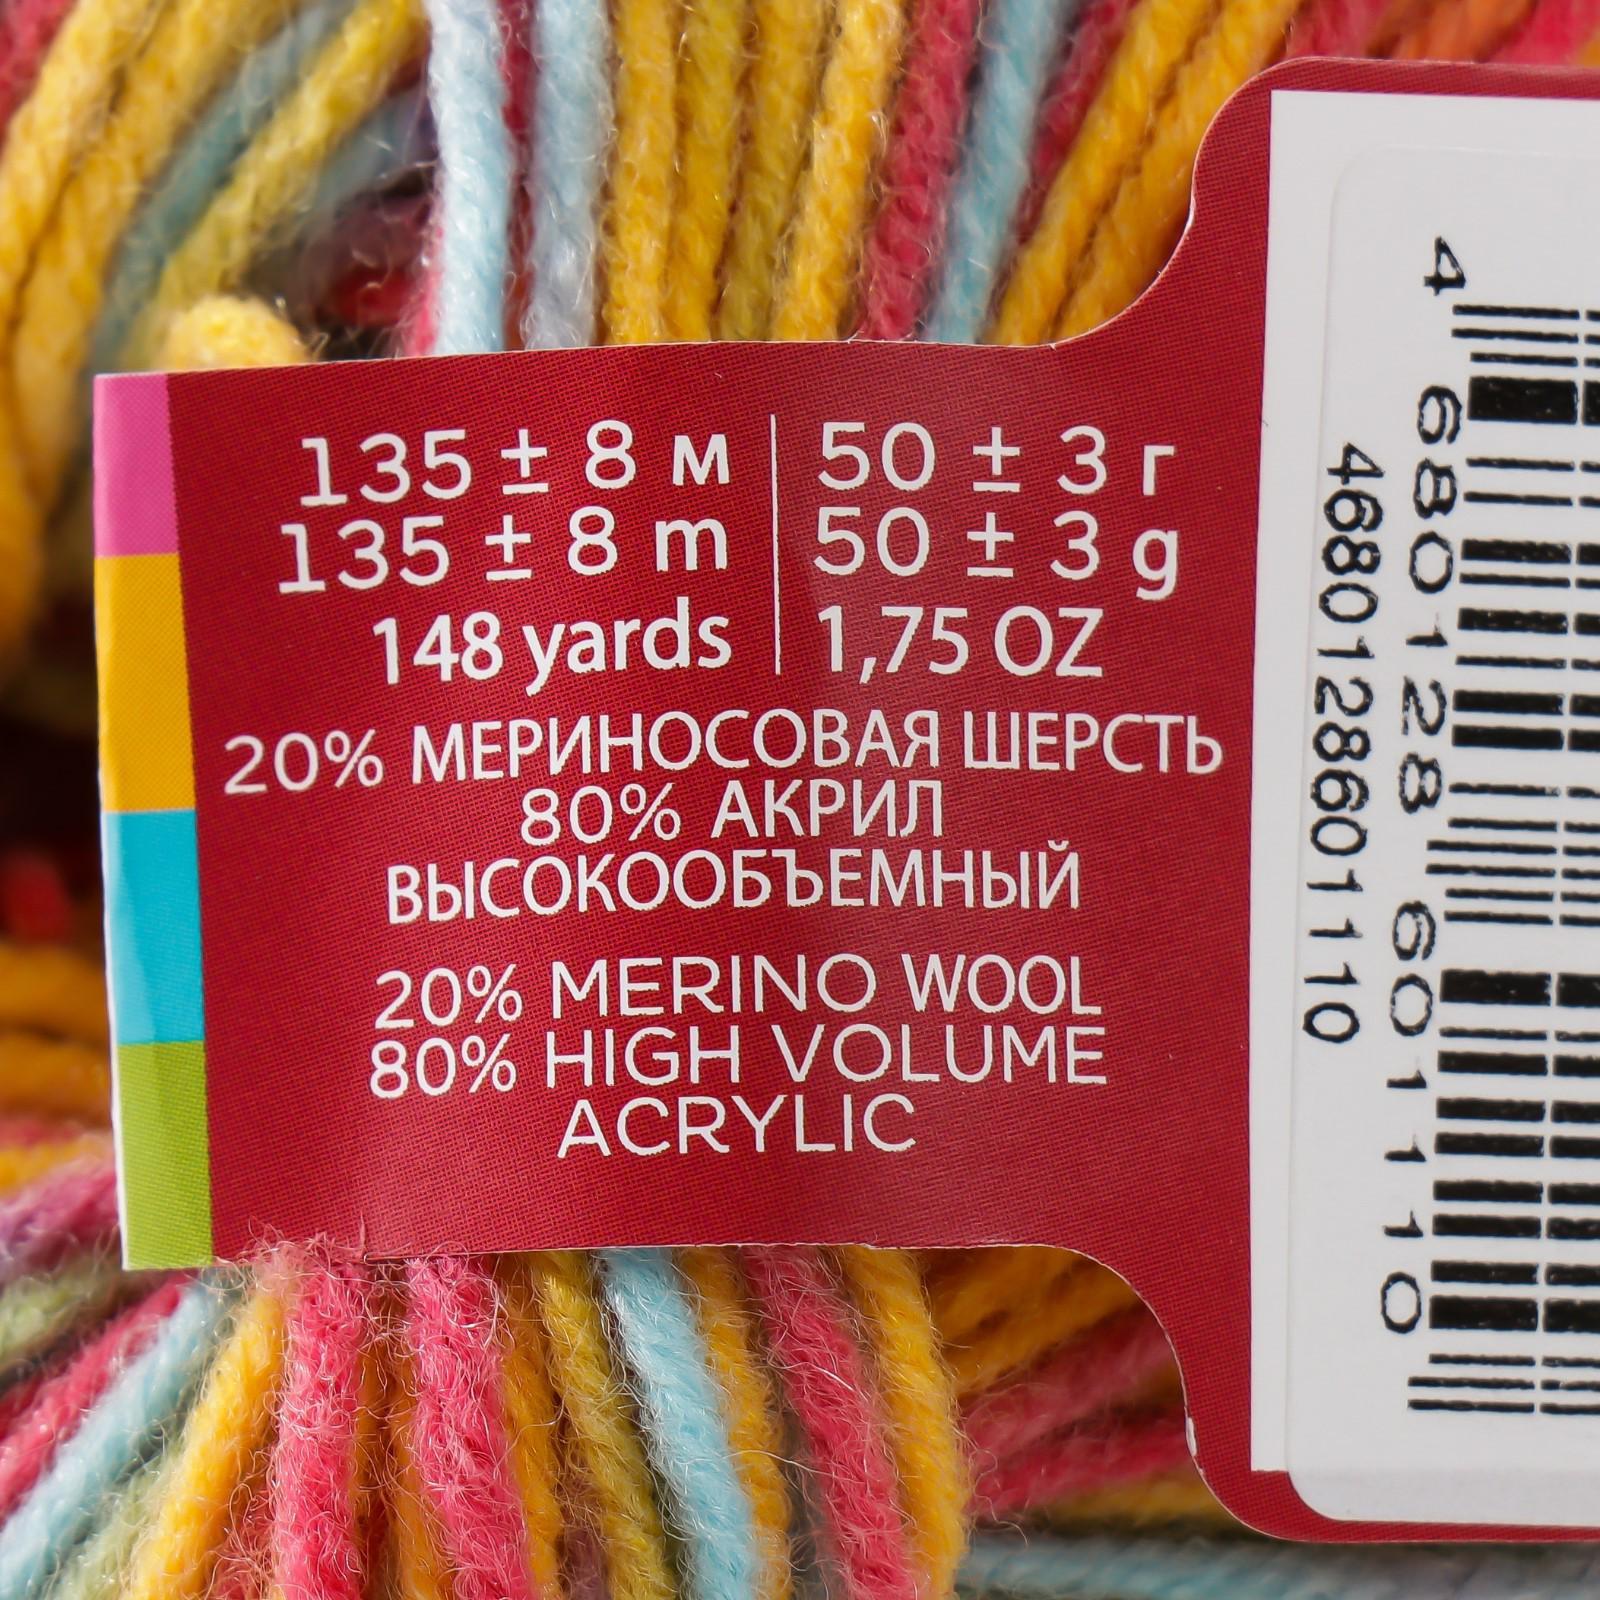 135 ± 8 м
135 ± 8 m
148 yards
50 ± 3 г
50 ± 3 g
1,75 OZ
20% МЕРИНОСОВАЯ ШЕРСТЬ
80% АКРИЛ
ВЫСОКООБЪЕМНЫЙ
20% MERINO WOOL
80% HIGH VOLUME
ACRYLIC
4 680128 601110
4680128601110